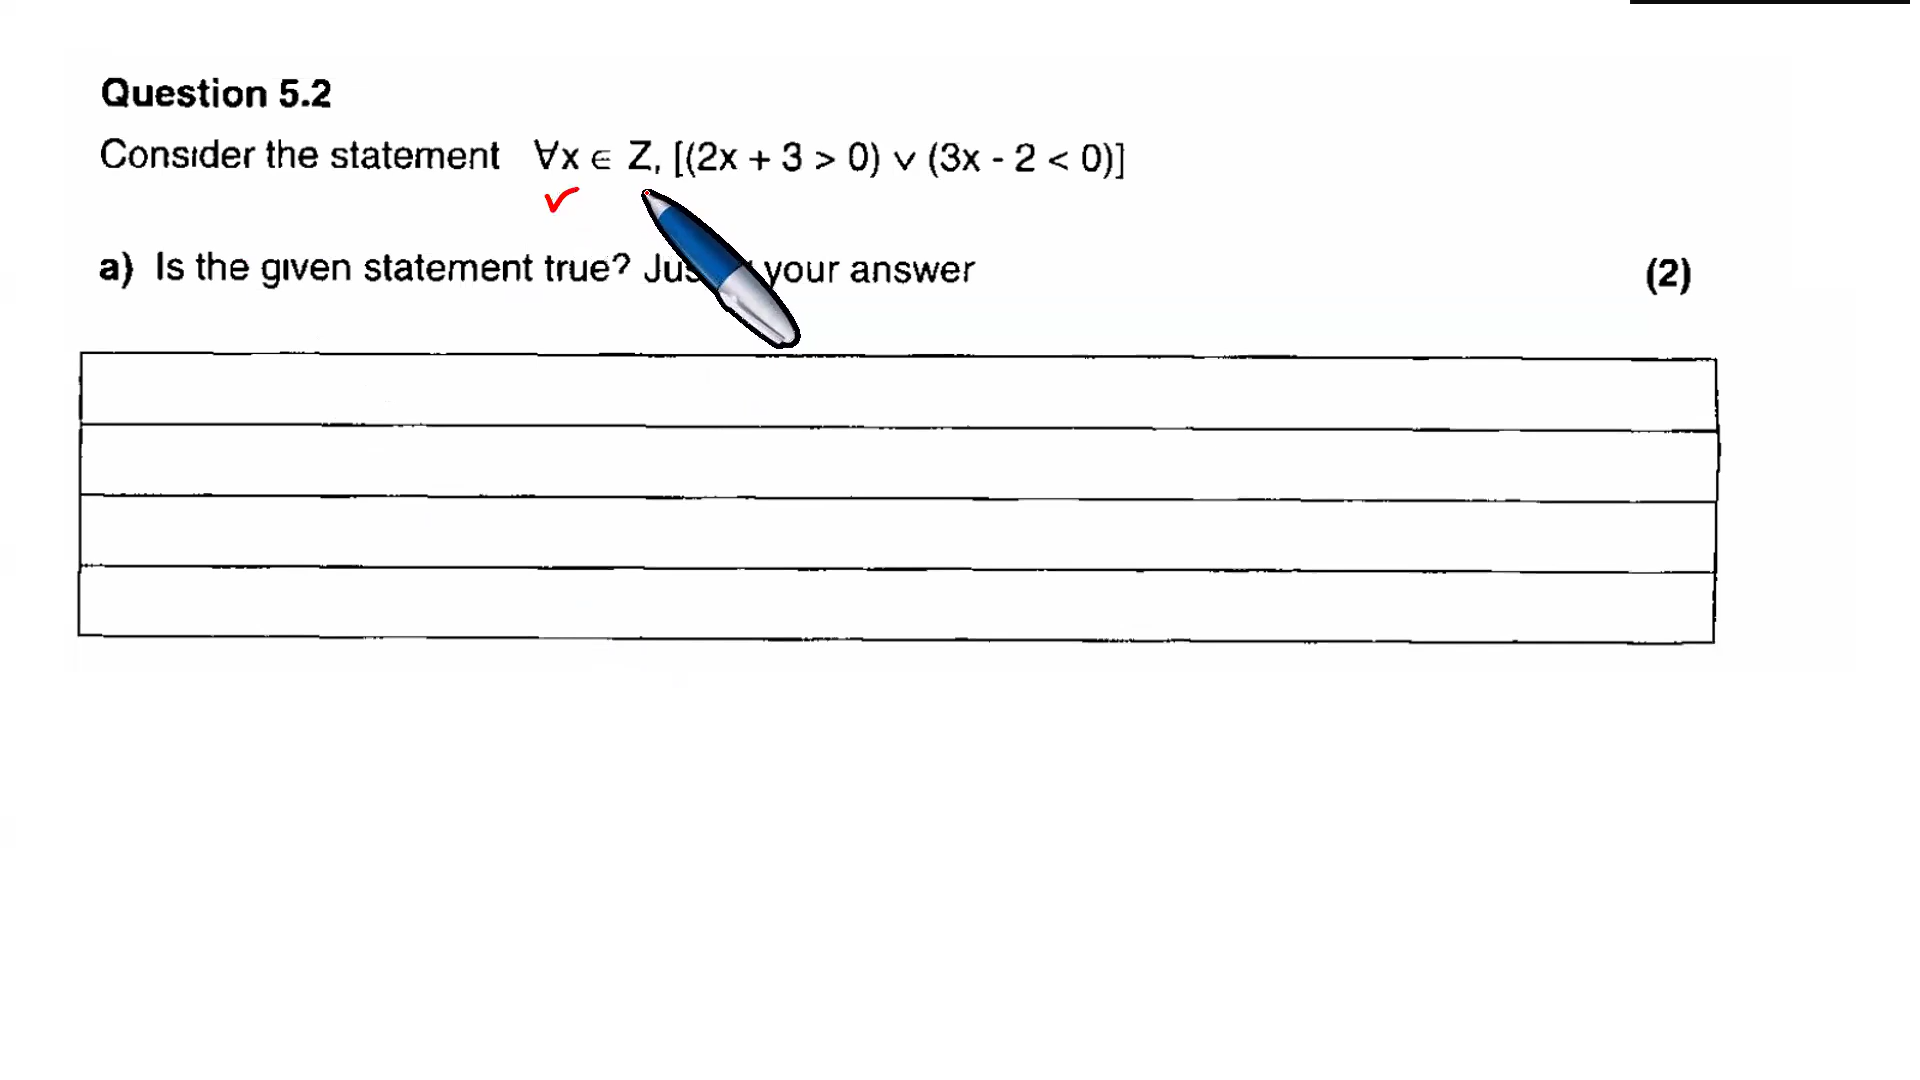 Question 5.2
Consider the statement ∀x ∈ Z, [(2x + 3 > 0) ∨ (3x - 2 < 0)]
a) Is the given statement true? your answer (2)